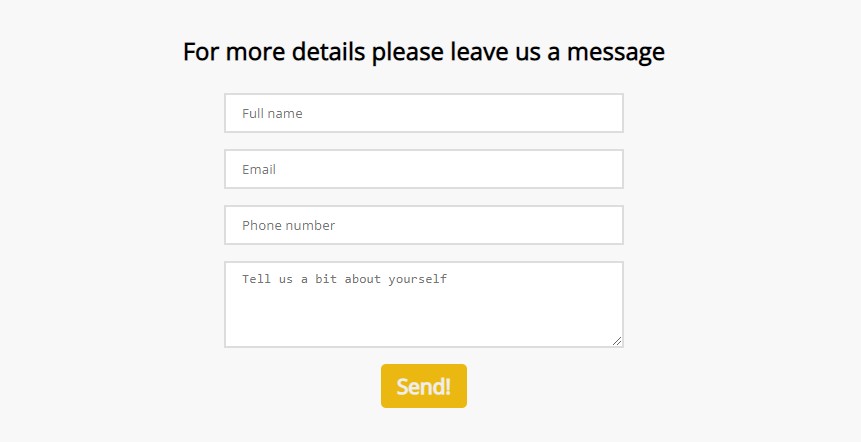 For more details please leave us a message
Full name
Email
Phone number
Tell us a bit about yourself
Send!